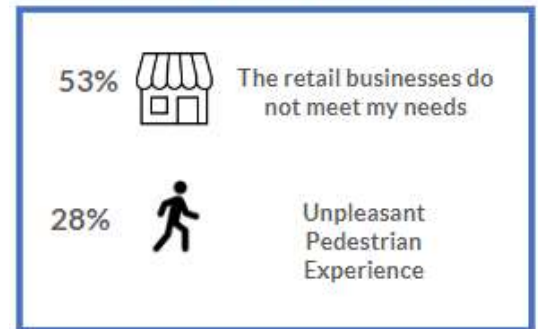 53%
The retail businesses do
not meet my needs
28%
Unpleasant
Pedestrian
Experience